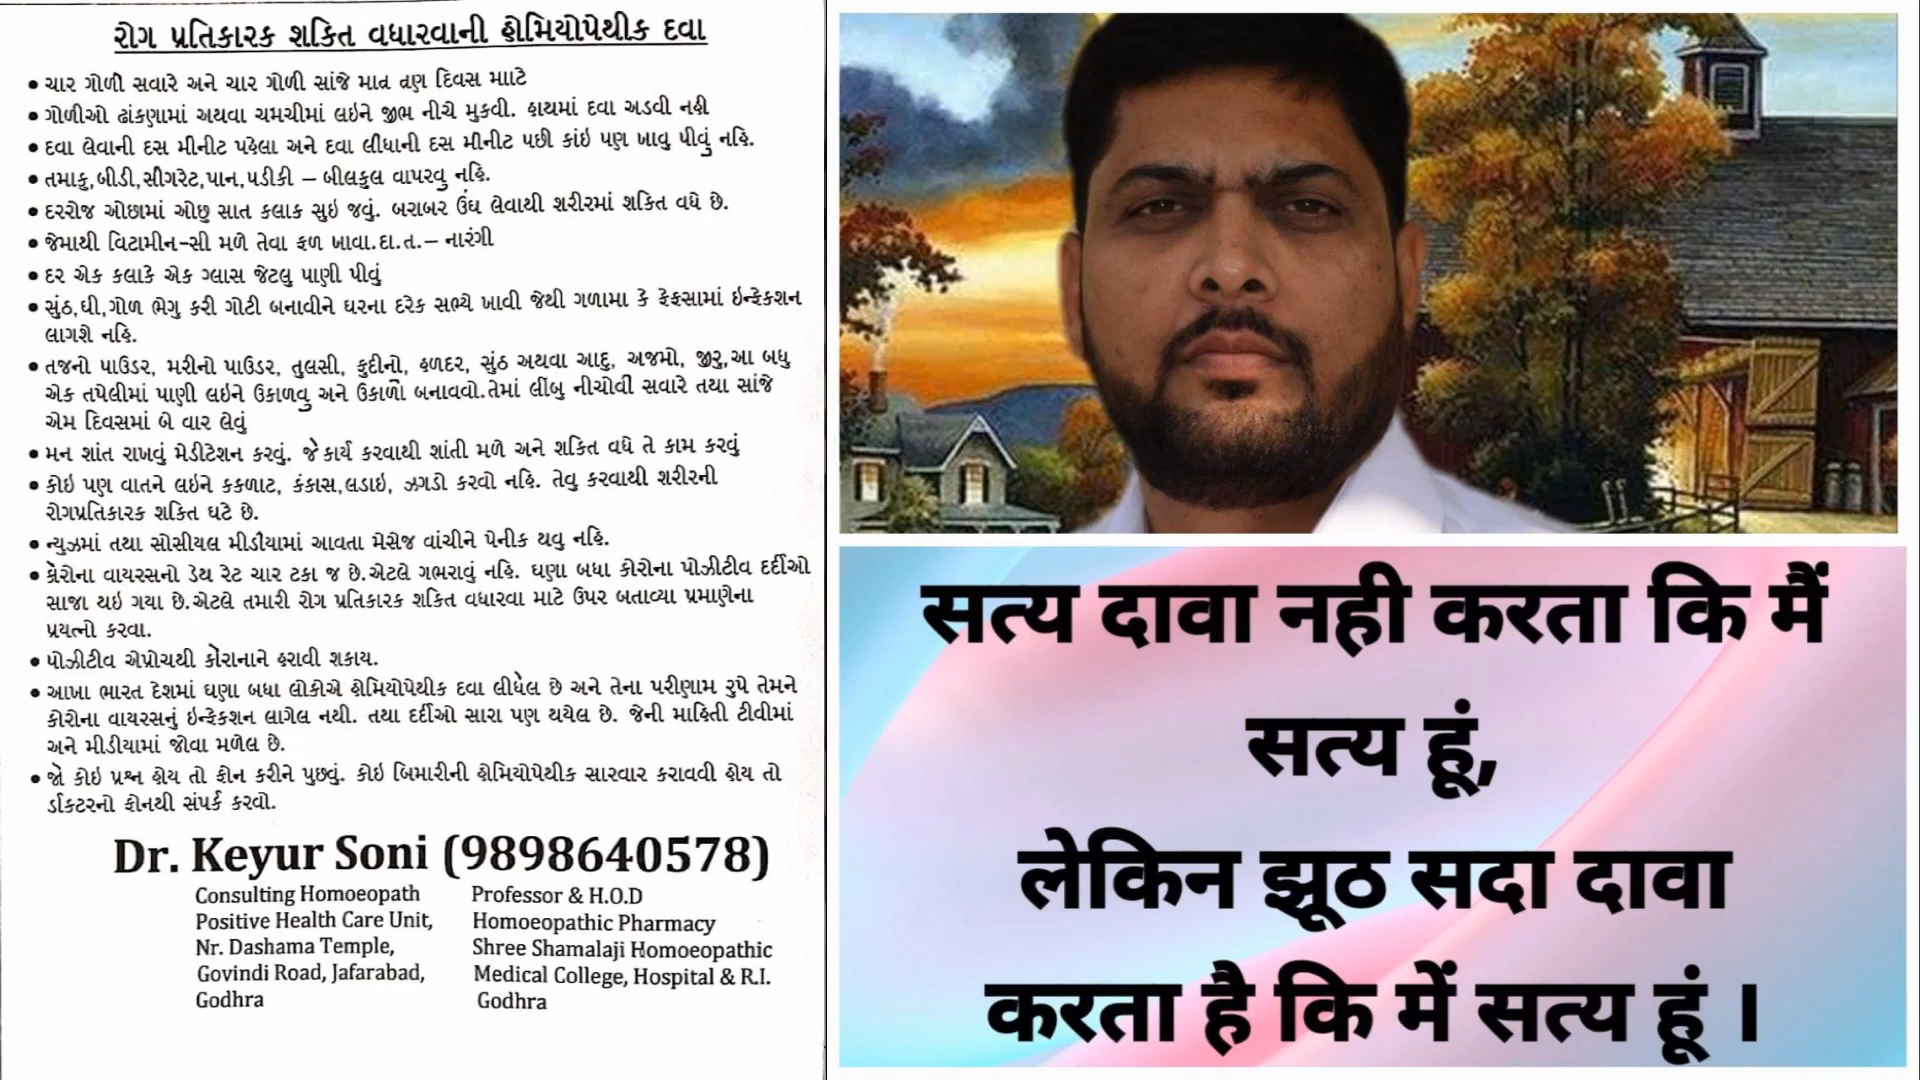 રોગ પ્રતિકારક શકિત વધારવાની હોમિયોપેથીક દવા
• ચાર ગોળી સવારે અને ચાર ગોળી સાંજે માત્ર ત્રણ દિવસ માાટે
• ગોળીઓ ઢાંકણામાં અથવા ચમચીમાં લઇને જીભ નીચે મુકવી. હાથમાં દવા અડવી નહી
• દવા લેવાની દસ મીનીટ પહેલા અને દવા લીધાની દસ મીનીટ પછી કાંઇ પણ ખાવુ પીવું નહિ.
• તમાકુ,બીડી,સીગરેટ,પાન,પડીકી – બીલકુલ વાપરવુ નહિ.
• દરરોજ ઓછામાં ઓછુ સાત કલાક સુઇ જવું. બરાબર ઉંઘ લેવાથી શરીરમાં શકિત વધે છે.
• જેમાથી વિટામીન-સી મળે તેવા ફળ ખાવા.દા.ત.– નારંગી
• દર એક કલાકે એક ગ્લાસ જેટલુ પાણી પીવું
• સુંઠ,ઘી,ગોળ ભેગુ કરી ગોટી બનાવીને ઘરના દરેક સભ્યે ખાવી જેથી ગળામા કે ફેફસામાં ઇન્ફેકશન
લાગશે નહિ.
• તજનો પાઉડર, મરીનો પાઉડર, તુલસી, કુદીનો, હળદર, સુંઠ અથવા આદુ, અજમો, જીરુ,આ બધુ
એક તપેલીમાં પાણી લઇને ઉકાળવુ અને ઉકાળો બનાવવો.તેમાં લીંબુ નીચોવી સવારે તથા સાંજે
એમ દિવસમાં બે વાર લેવું
• મન શાંત રાખવું મેડીટેશન કરવું. જે કાર્ય કરવાથી શાંતી મળે અને શકિત વધે તે કામ કરવું
• કોઇ પણ વાતને લઇને કકળાટ, કંકાસ,લડાઇ, ઝગડો કરવો નહિ. તેવુ કરવાથી શરીરની
રોગપ્રતિકારક શકિત ઘટે છે.
• ન્યુઝમાં તથા સોસીયલ મીડીયામાં આવતા મેસેજ વાંચીને પેનીક થવુ નહિ.
• કોરોના વાયરસનો ડેથ રેટ ચાર ટકા જ છે.એટલે ગભરાવું નહિ. ઘણા બધા કોરોના પોઝીટીવ દર્દીઓ
સાજા થઇ ગયા છે.એટલે તમારી રોગ પ્રતિકારક શકિત વધારવા માટે ઉપર બતાવ્યા પ્રમાણેના
પ્રયત્નો કરવા.
• પોઝીટીવ એપ્રોચથી કોરાનાને હરાવી શકાય.
• આખા ભારત દેશમાં ઘણા બધા લોકોએ હોમિયોપેથીક દવા લીધેલ છે અને તેના પરીણામ રુપે તેમને
કોરોના વાયરસનું ઇન્ફેકશન લાગેલ નથી. તથા દર્દીઓ સારા પણ થયેલ છે. જેની માહિતી ટીવીમાં
અને મીડીયામાં જોવા મળેલ છે.
• જો કોઇ પ્રશ્ન હોય તો ફોન કરીને પુછવું. કોઇ બિમારીની હોમિયોપેથીક સારવાર કરાવવી હોય તો
ર્ડાકટરનો ફોનથી સંપર્ક કરવો.
Dr. Keyur Soni (9898640578)
Consulting Homoeopath
Positive Health Care Unit,
Nr. Dashama Temple,
Govindi Road, Jafarabad,
Godhra
Professor & H.O.D
Homoeopathic Pharmacy
Shree Shamalaji Homoeopathic
Medical College, Hospital & R.I.
Godhra
सत्य दावा नही करता कि मैं
सत्य हूं,
लेकिन झूठ सदा दावा
करता है कि में सत्य हूं ।